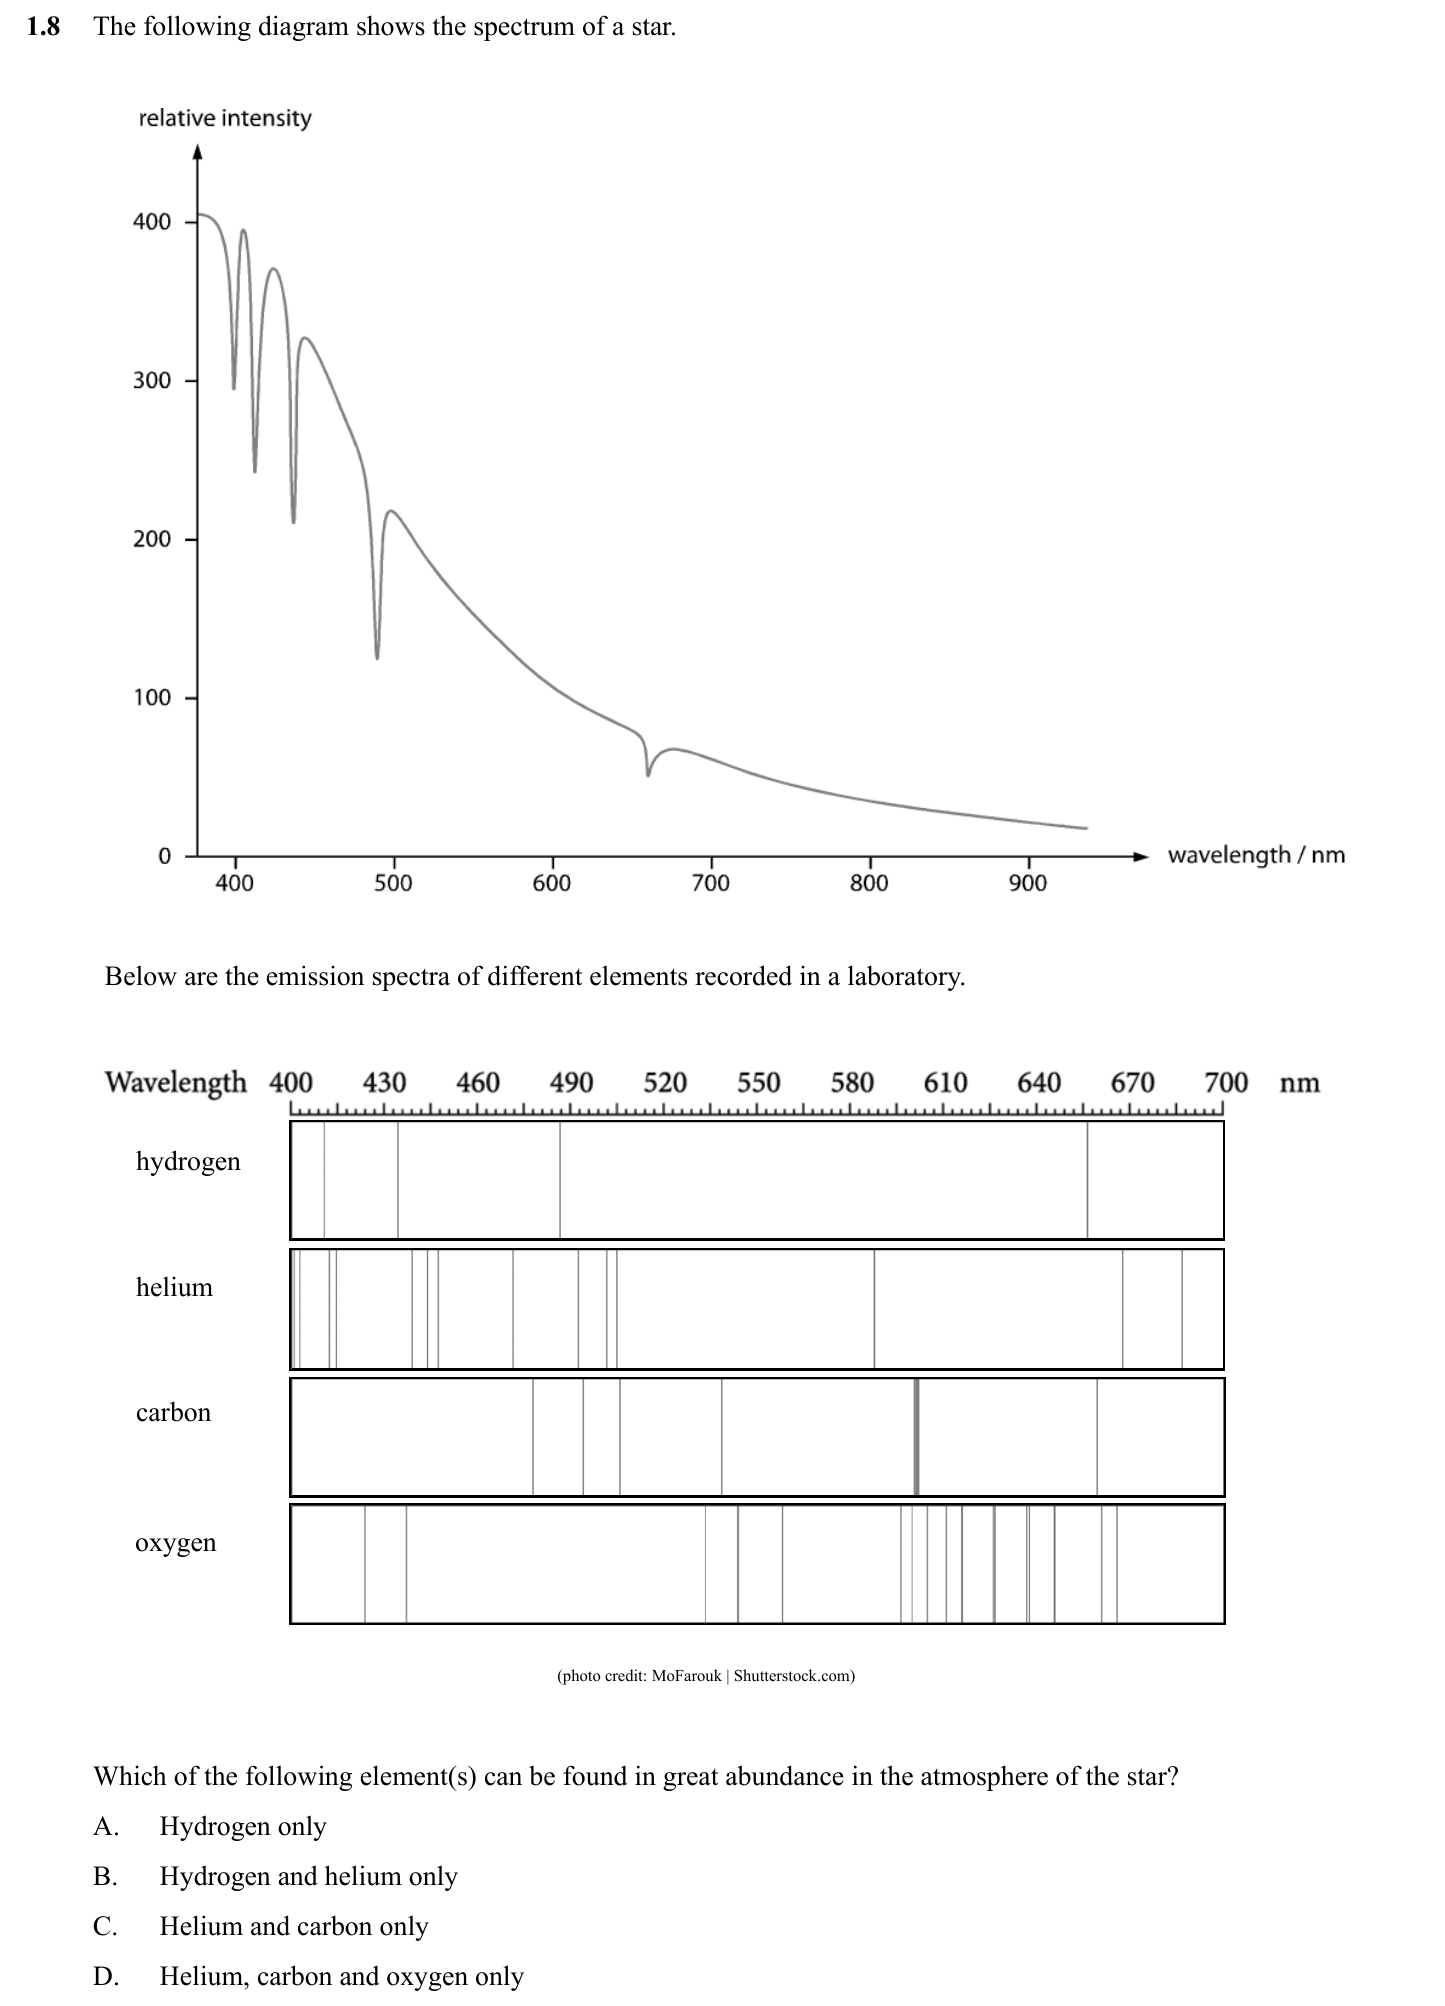 1.8 The following diagram shows the spectrum of a star.
relative intensity
400
300
200
100
0
400 500 600 700 800 900
wavelength / nm
Below are the emission spectra of different elements recorded in a laboratory.
Wavelength 400 430 460 490 520 550 580 610 640 670 700 nm
hydrogen
helium
carbon
oxygen
(photo credit: MoFarouk | Shutterstock.com)
Which of the following element(s) can be found in great abundance in the atmosphere of the star?
A. Hydrogen only
B. Hydrogen and helium only
C. Helium and carbon only
D. Helium, carbon and oxygen only